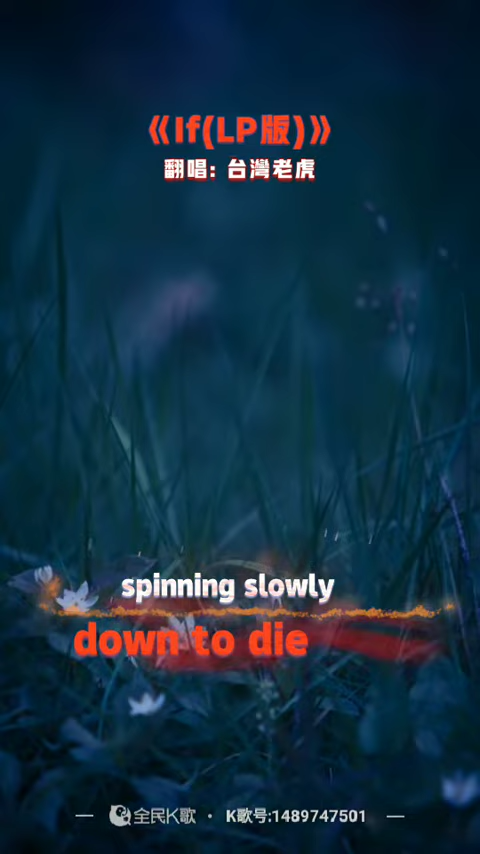 《If(LP版)》
翻唱: 台灣老虎
spinning slowly
down to die
全民K歌 · K歌号:1489747501